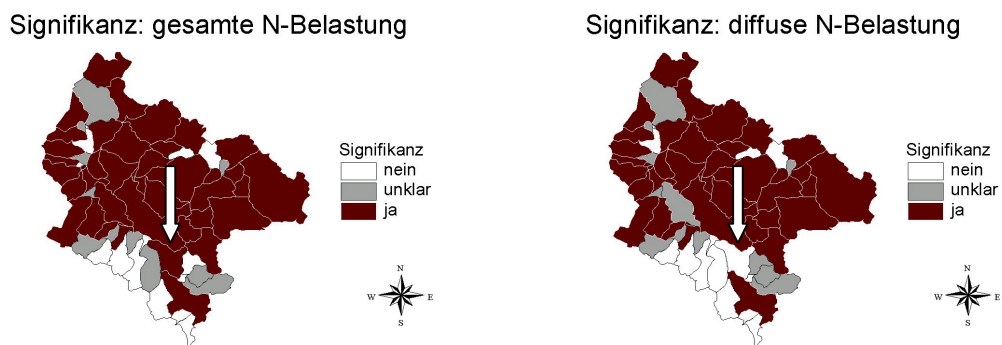 Signifikanz: gesamte N-Belastung
Signifikanz
nein
unklar
ja
N
W E
S
Signifikanz: diffuse N-Belastung
Signifikanz
nein
unklar
ja
N
W E
S